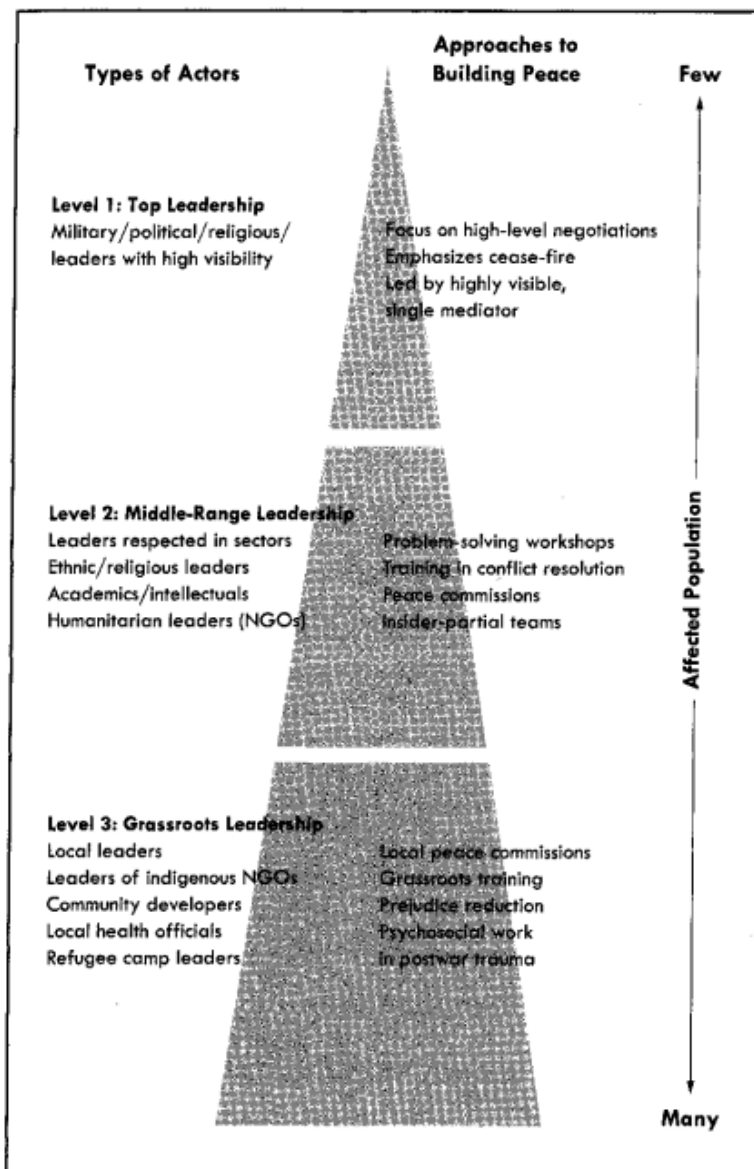 Types of Actors
Approaches to
Building Peace
Few
Level 1: Top Leadership
Military/political/religious/
leaders with high visibility
Focus on high-level negotiations
Emphasizes cease-fire
Led by highly visible,
single mediator
Level 2: Middle-Range Leadership
Leaders respected in sectors
Ethnic/religious leaders
Academics/intellectuals
Humanitarian leaders (NGOs)
Problem-solving workshops
Training in conflict resolution
Peace commissions
Insider-partial teams
Affected Population
Level 3: Grassroots Leadership
Local leaders
Leaders of indigenous NGOs
Community developers
Local health officials
Refugee camp leaders
Local peace commissions
Grassroots training
Prejudice reduction
Psychosocial work
in postwar trauma
Many